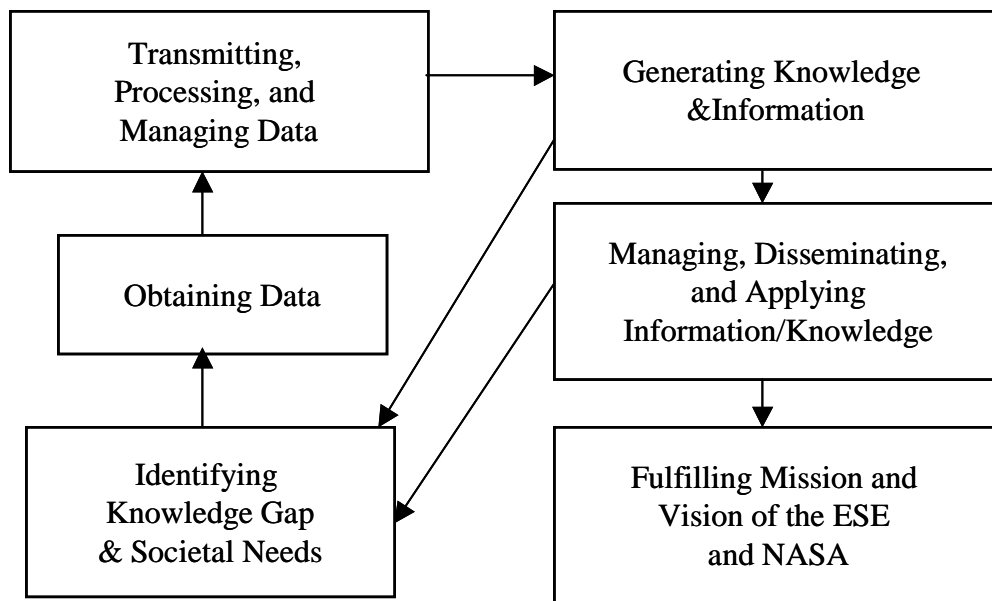 Transmitting,
Processing, and
Managing Data
Generating Knowledge
&Information
Obtaining Data
Managing, Disseminating,
and Applying
Information/Knowledge
Identifying
Knowledge Gap
& Societal Needs
Fulfilling Mission and
Vision of the ESE
and NASA